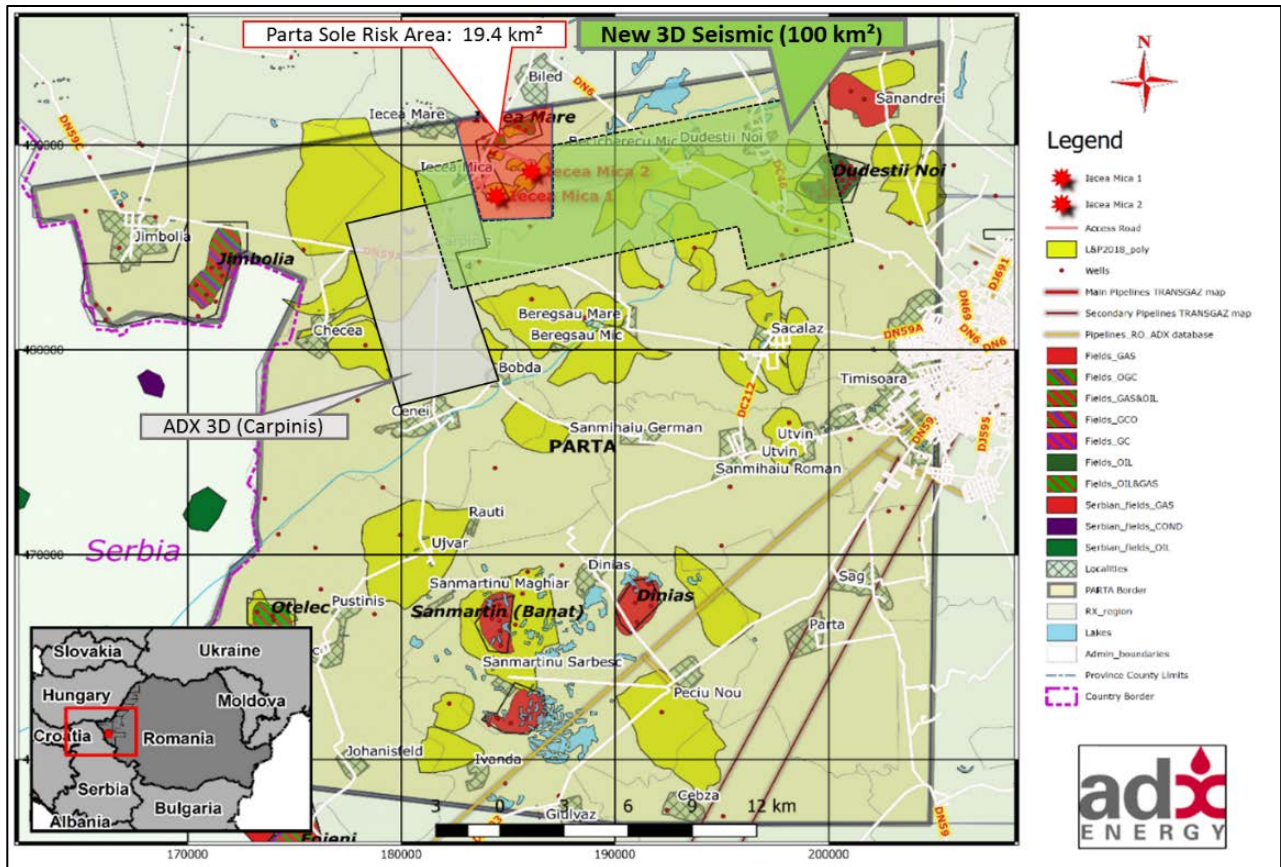 Parta Sole Risk Area: 19.4 km²
New 3D Seismic (100 km²)
N
Biled
DN6
Sanandrei
DN59C
Iecea Mare
Iecea Mare
Dudestii Noi
490000
Iecea Mica
Iecea Mica 2
Dudestii Noi
Iecea Mica 1
Jimbolia
Carpinis
Jimbolia
DJ691
Beregsau Mare
Checea
Beregsau Mic
Sacalaz
DN59A
DN69
DN6
DN6
480000
Bobda
Timisoara
ADX 3D (Carpinis)
Cenei
DC212
Sanmihaiu German
Utvin
DN59
PARTA
Utvin
Sanmihaiu Roman
DJ595
Rauti
Serbia
Ujvar
470000
Dinias
Sag
Sanmartinu Maghiar
Otelec
Pustinis
Sanmartin (Banat)
Dinias
Parta
Sanmartinu Sarbesc
Peciu Nou
Johanisfeld
Ivanda
Cebza
Giulvaz
DN59
3 0 3 6 9 12 km
170000
180000
190000
200000
Slovakia
Ukraine
Hungary
Moldova
Croatia
Romania
Serbia
Bulgaria
Albania
Legend
Iecea Mica 1
Iecea Mica 2
Access Road
L&P2018_poly
Wells
Main Pipelines TRANSGAZ map
Secondary Pipelines TRANSGAZ map
Pipelines_RO_ADX database
Fields_GAS
Fields_OGC
Fields_GAS&OIL
Fields_GCO
Fields_GC
Fields_OIL
Fields_OIL&GAS
Serbian_fields_GAS
Serbian_fields_COND
Serbian_fields_OIL
Localities
PARTA Border
RX_region
Lakes
Admin_boundaries
Province County Limits
Country Border
adx
ENERGY